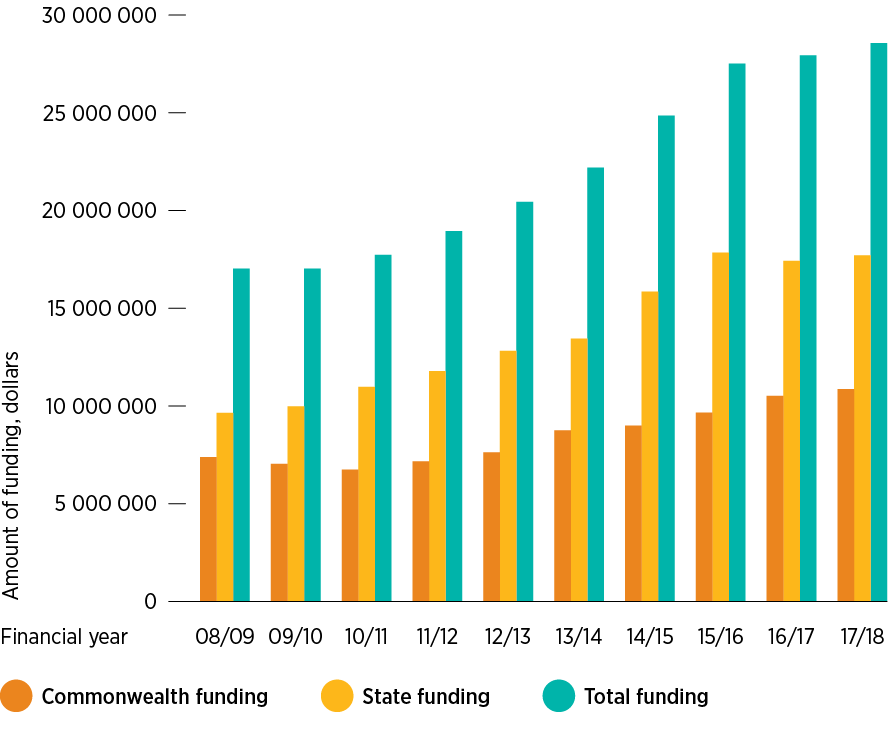 30 000 000
25 000 000
20 000 000
15 000 000
10 000 000
5 000 000
0
Amount of funding, dollars
Financial year 08/09 09/10 10/11 11/12 12/13 13/14 14/15 15/16 16/17 17/18
Commonwealth funding State funding Total funding